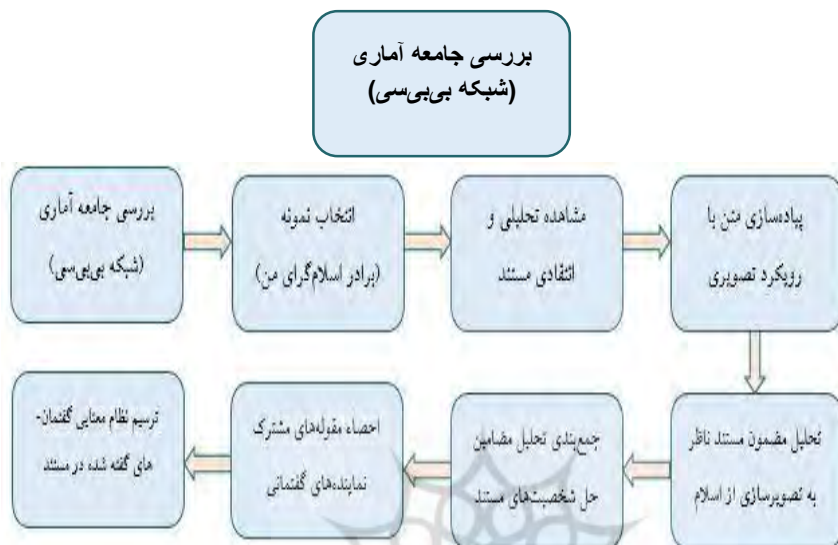 بررسی جامعه آماری
(شبکه بی‌بی‌سی)
بررسی جامعه آماری
(شبکه بی‌بی‌سی)
انتخاب نمونه
(برادر اسلام‌گرای من)
مشاهده تحلیلی و
انتقادی مستند
پیاده‌سازی متن با
رویکرد تصویری
تحلیل مضمون مستند ناظر
به تصویرسازی از اسلام
جمع‌بندی تحلیل مضامین
حل شخصیت‌های مستند
احصاء مقوله‌های مشترک
نماینده‌های گفتمانی
ترسیم نظام معنایی گفتمان-
های گفته شده در مستند